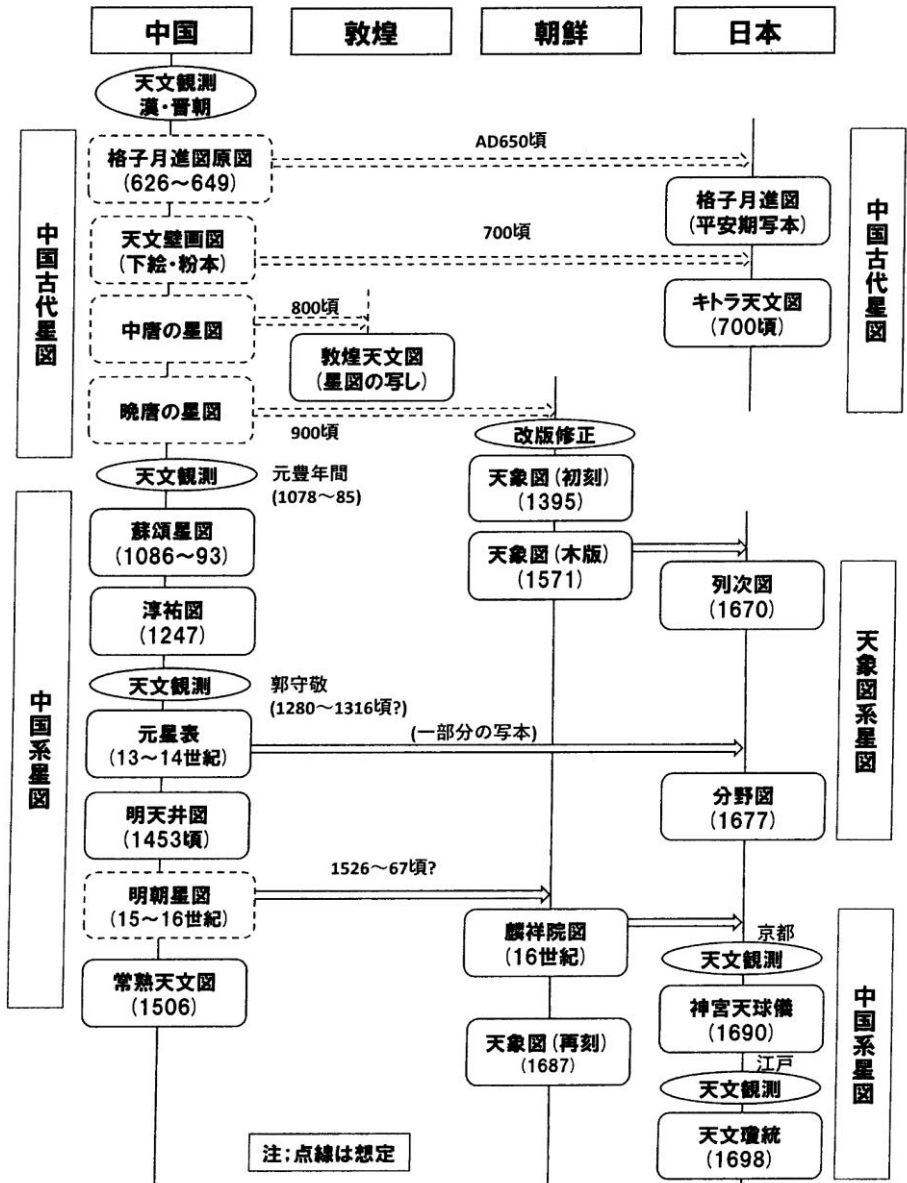 中国
敦煌
朝鮮
日本
天文観測
漢・晋朝
中国古代星図
格子月進図原図
(626～649)
AD650頃
格子月進図
(平安期写本)
中国古代星図
天文壁画図
(下絵・粉本)
700頃
キトラ天文図
(700頃)
中唐の星図
800頃
敦煌天文図
(星図の写し)
晩唐の星図
900頃
改版修正
天文観測
元豊年間
(1078～85)
天象図(初刻)
(1395)
中国系星図
蘇頌星図
(1086～93)
天象図(木版)
(1571)
列次図
(1670)
天象図系星図
淳祐図
(1247)
天文観測
郭守敬
(1280～1316頃?)
元星表
(13～14世紀)
(一部分の写本)
分野図
(1677)
明天井図
(1453頃)
明朝星図
(15～16世紀)
1526～67頃?
麟祥院図
(16世紀)
京都
天文観測
中国系星図
常熟天文図
(1506)
神宮天球儀
(1690)
天象図(再刻)
(1687)
江戸
天文観測
天文瓊統
(1698)
注:点線は想定